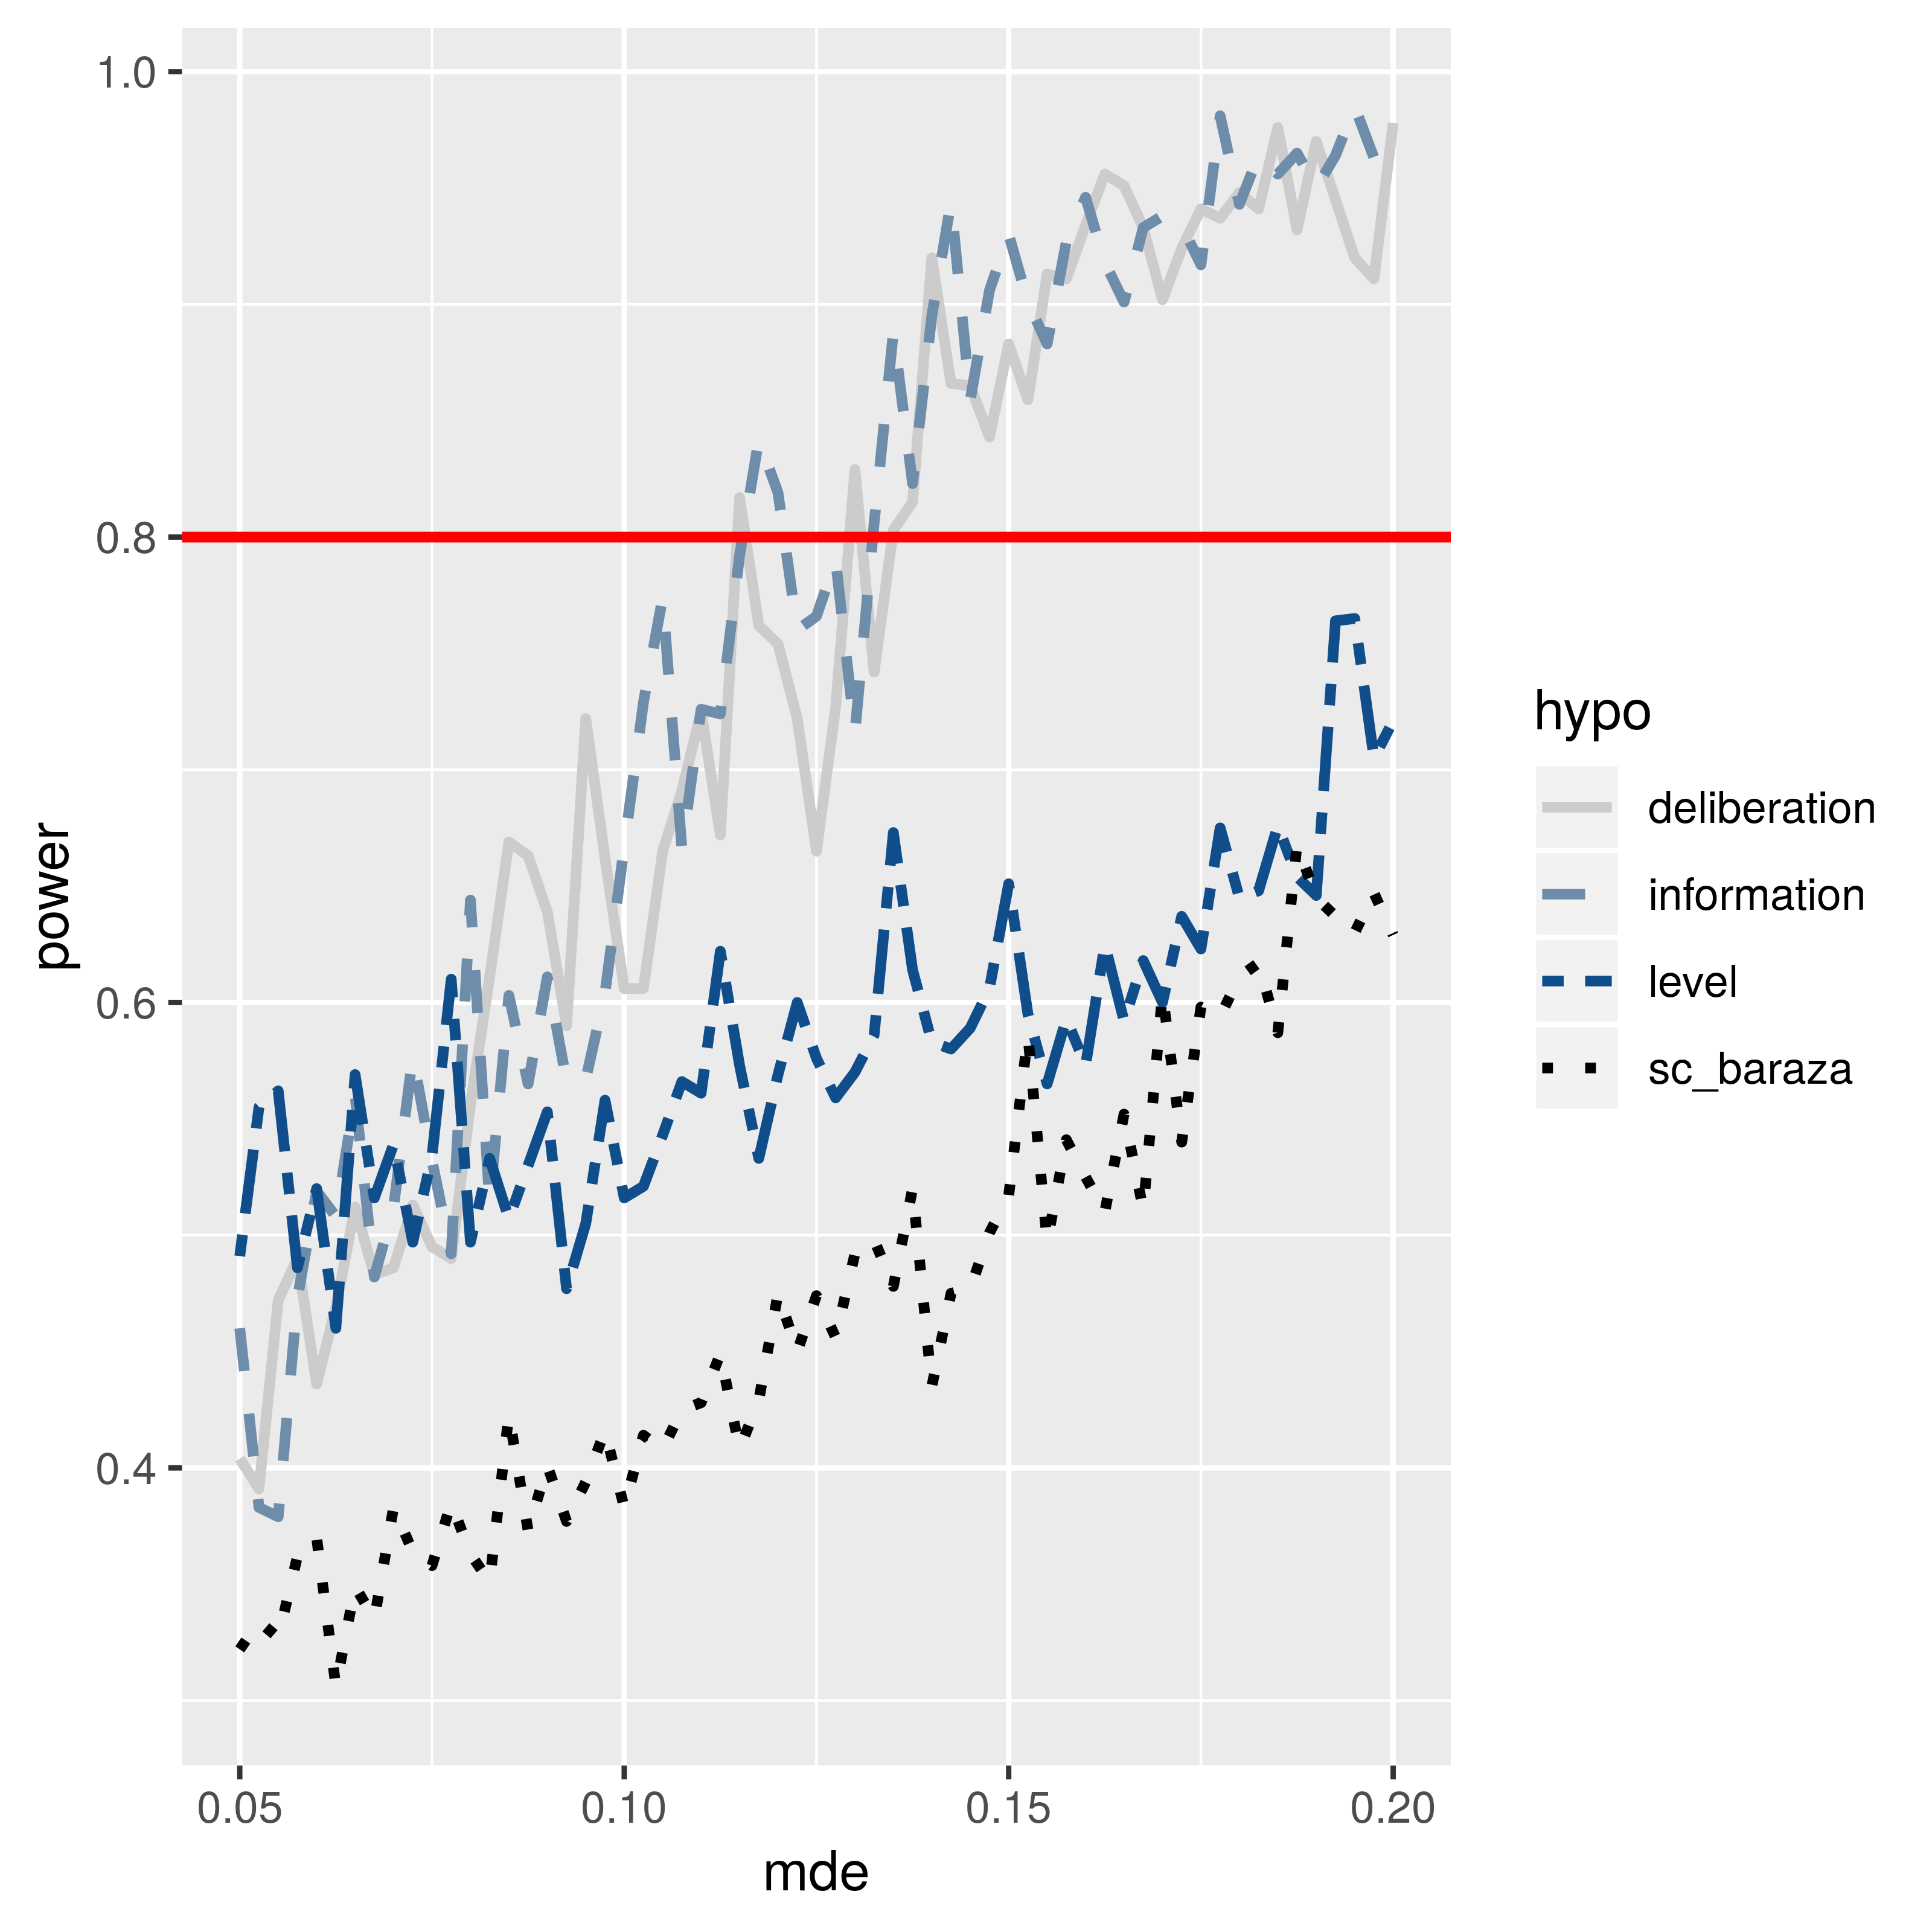 1.0
0.8
0.6
0.4
power
0.05 0.10 0.15 0.20
mde
hypo
deliberation
information
level
sc_baraza